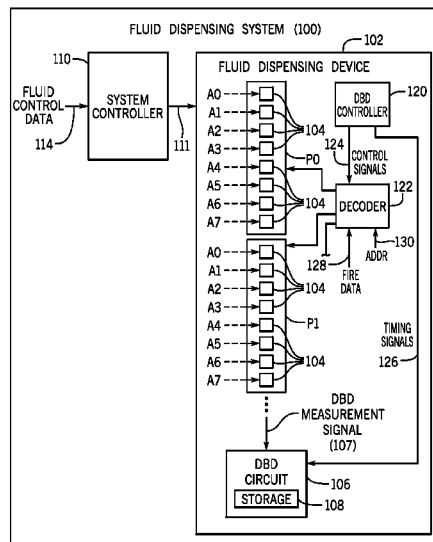 FLUID DISPENSING SYSTEM (100)
110
102
FLUID DISPENSING DEVICE
120
SYSTEM
CONTROLLER
FLUID
CONTROL
DATA
114
111
A0
A1
A2
A3
A4
A5
A6
A7
104
P0
104
DBD
CONTROLLER
124
CONTROL
SIGNALS
DECODER
122
128
130
FIRE
DATA
ADDR
A0
A1
A2
A3
A4
A5
A6
A7
104
P1
104
TIMING
SIGNALS
126
DBD
MEASUREMENT
SIGNAL
(107)
DBD
CIRCUIT
106
STORAGE
108